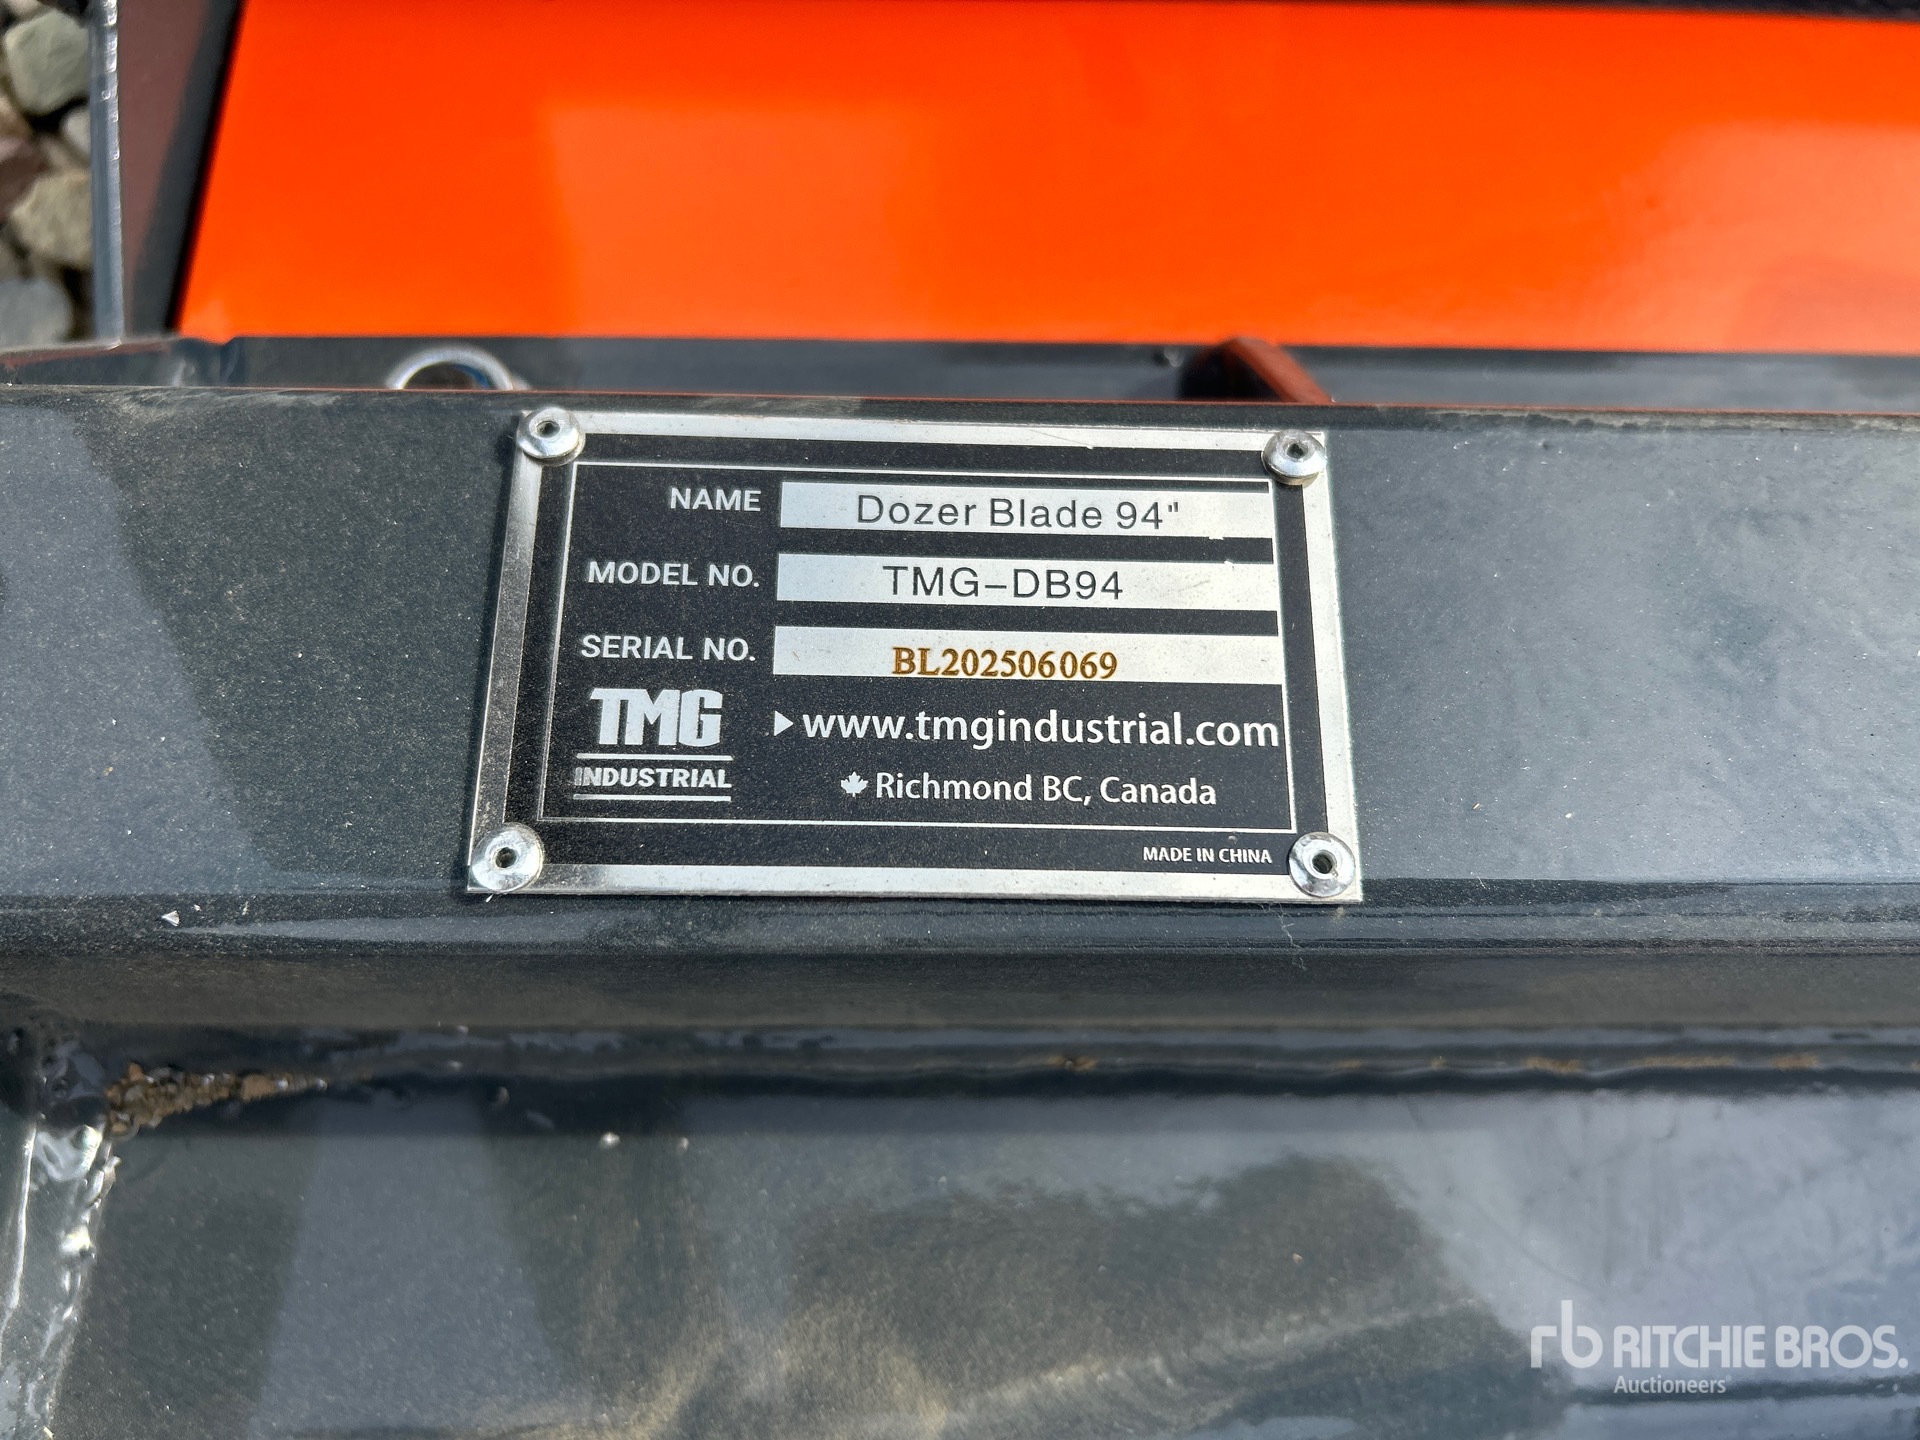 NAME Dozer Blade 94"
MODEL NO. TMG-DB94
SERIAL NO. BL202506069
TMG
INDUSTRIAL
www.tmgindustrial.com
Richmond BC, Canada
MADE IN CHINA
rb RITCHIE BROS.
Auctioneers